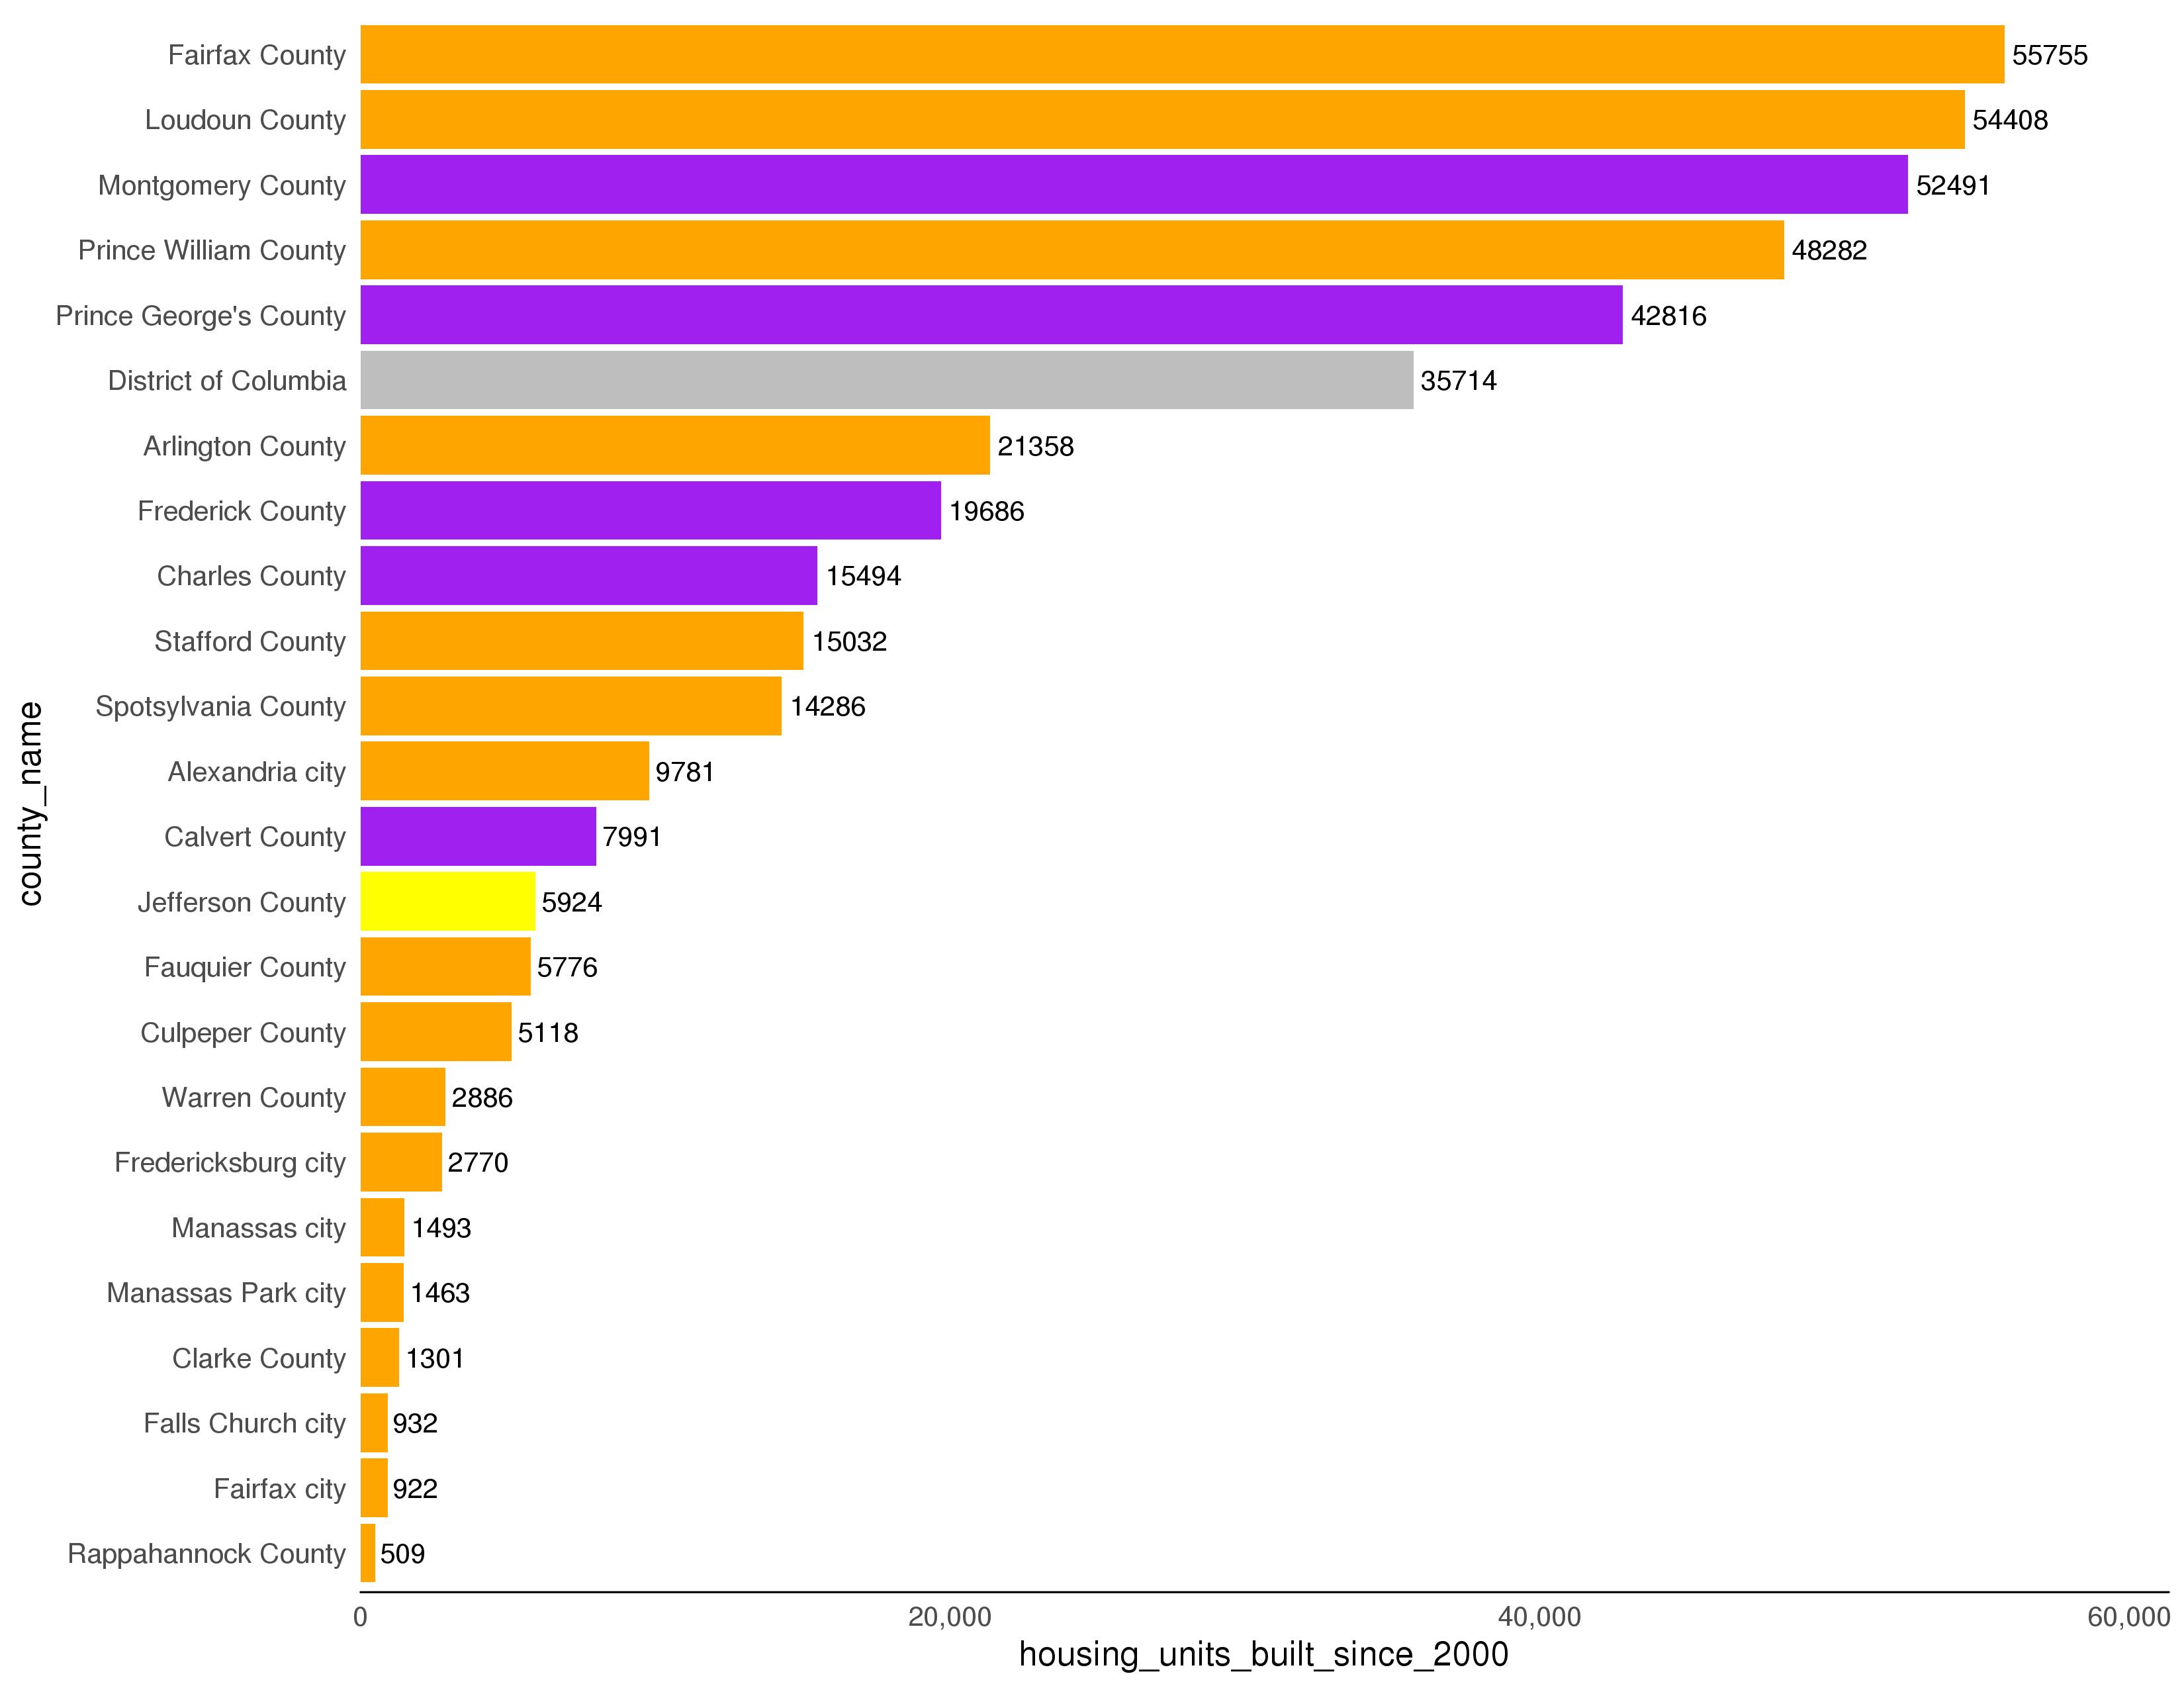 Fairfax County 55755
Loudoun County 54408
Montgomery County 52491
Prince William County 48282
Prince George's County 42816
District of Columbia 35714
Arlington County 21358
Frederick County 19686
Charles County 15494
Stafford County 15032
Spotsylvania County 14286
Alexandria city 9781
Calvert County 7991
Jefferson County 5924
Fauquier County 5776
Culpeper County 5118
Warren County 2886
Fredericksburg city 2770
Manassas city 1493
Manassas Park city 1463
Clarke County 1301
Falls Church city 932
Fairfax city 922
Rappahannock County 509
county_name
0 20,000 40,000 60,000
housing_units_built_since_2000